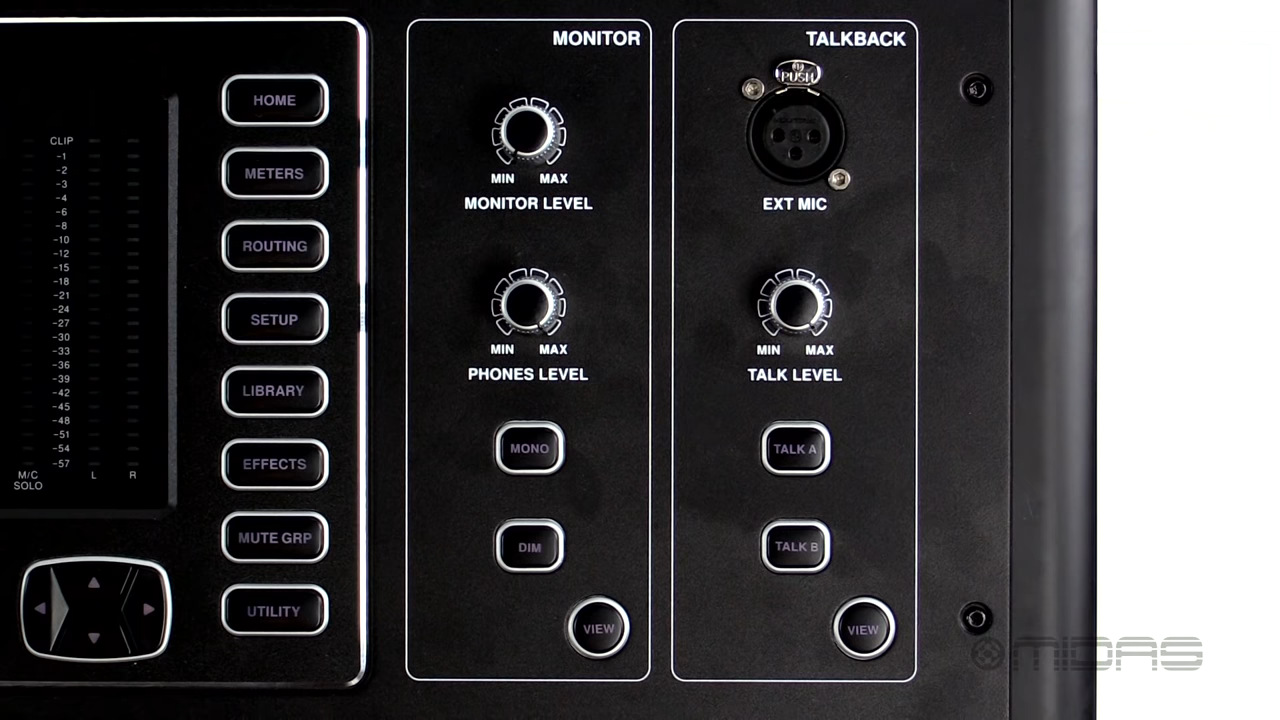 CLIP
-1
-2
-3
-4
-6
-8
-10
-12
-15
-18
-21
-24
-27
-30
-33
-36
-39
-42
-45
-48
-51
-54
-57
M/C
SOLO
L
R
HOME
METERS
ROUTING
SETUP
LIBRARY
EFFECTS
MUTE GRP
UTILITY
MONITOR
MIN MAX
MONITOR LEVEL
MIN MAX
PHONES LEVEL
MONO
DIM
VIEW
TALKBACK
PUSH
EXT MIC
MIN MAX
TALK LEVEL
TALK A
TALK B
VIEW
MIDAS